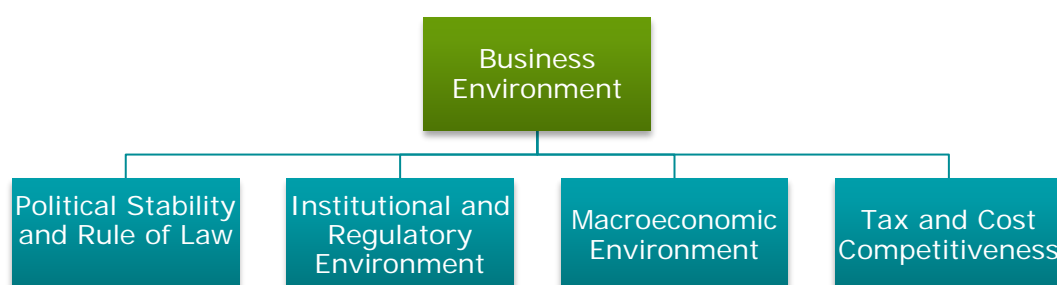 Business
Environment
Political Stability
and Rule of Law
Institutional and
Regulatory
Environment
Macroeconomic
Environment
Tax and Cost
Competitiveness